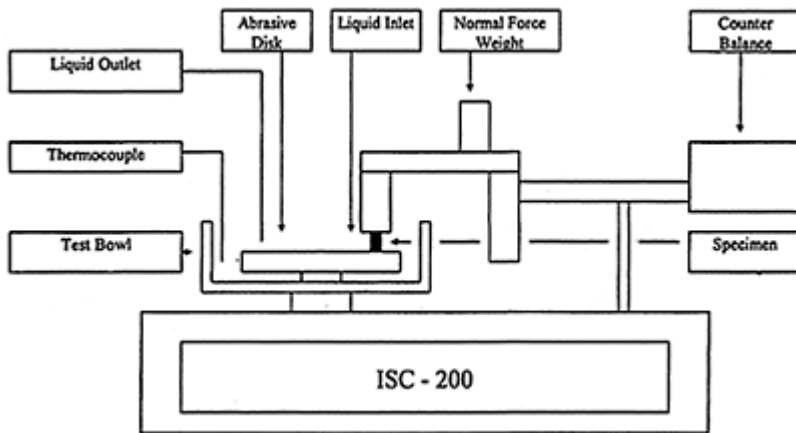 Abrasive
Disk
Liquid Inlet
Normal Force
Weight
Counter
Balance
Liquid Outlet
Thermocouple
Test Bowl
Specimen
ISC - 200